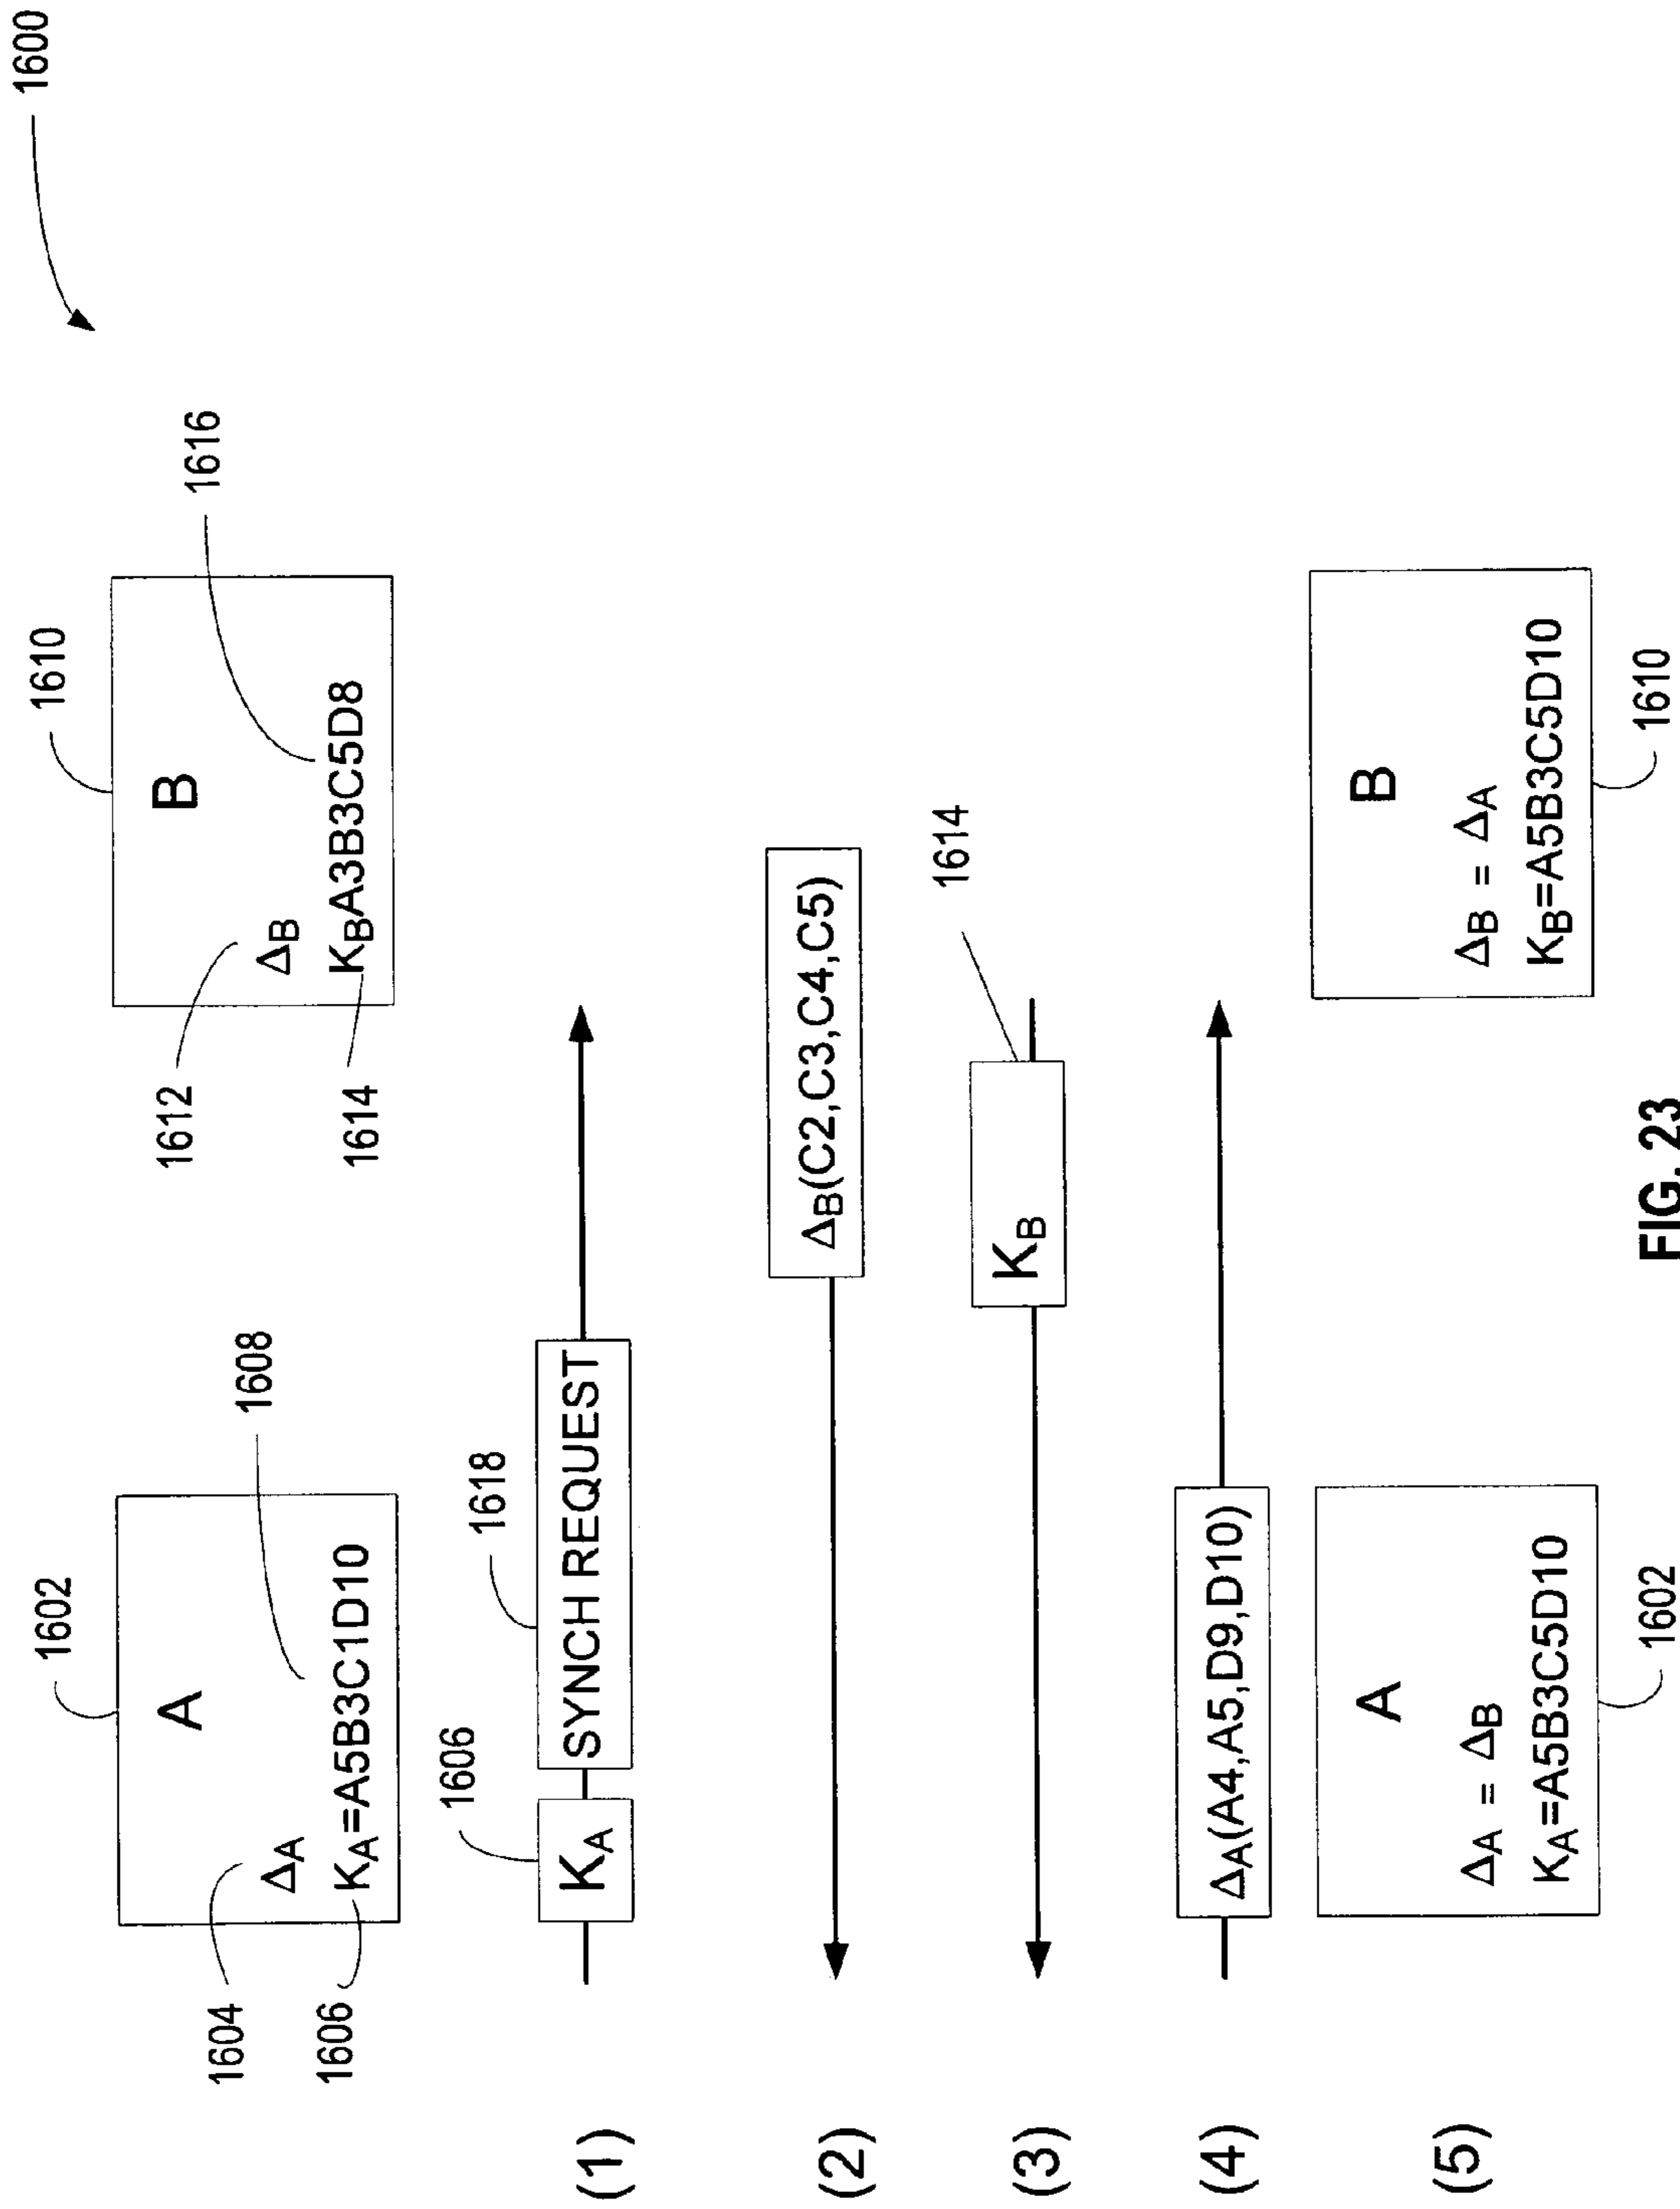 1600
1602
1610
A
B
1604
ΔA
1608
1612
ΔB
1616
1606
KA=A5B3C1D10
1614
KBA3B3C5D8
1606
1618
(1)
KA
SYNCH REQUEST
(2)
ΔB(C2,C3,C4,C5)
1614
(3)
KB
(4)
ΔA(A4,A5,D9,D10)
(5)
A
B
ΔA = ΔB
ΔB = ΔA
KA=A5B3C5D10
KB=A5B3C5D10
1602
1610
FIG. 23